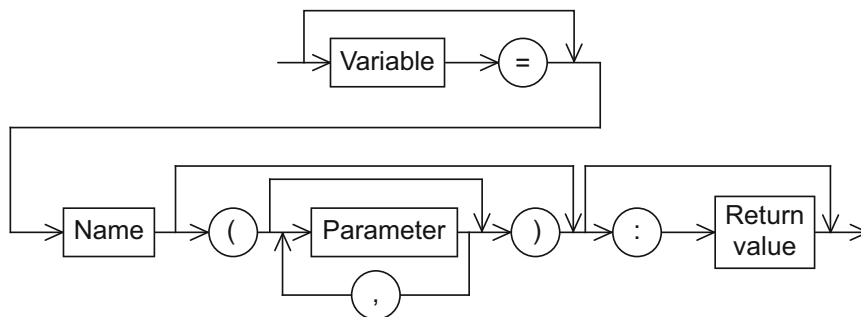 Variable =
Name ( Parameter ) : Return
value
,